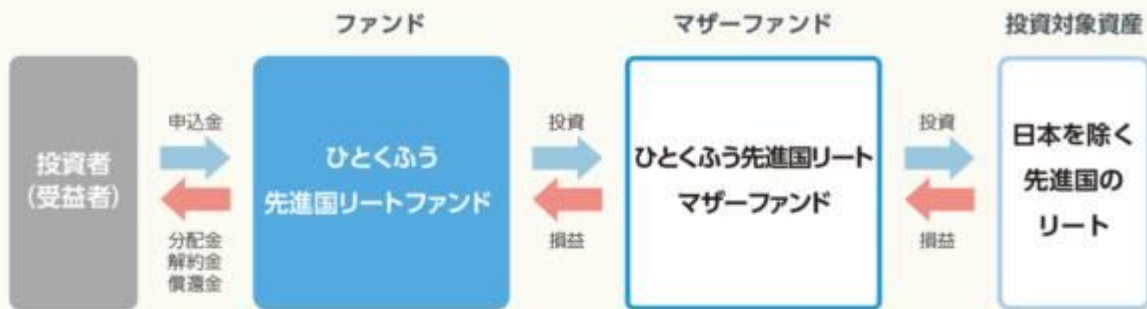 ファンド
マザーファンド
投資対象資産
投資者
(受益者)
申込金
分配金
解約金
償還金
ひとくふう
先進国リートファンド
投資
損益
ひとくふう先進国リート
マザーファンド
投資
損益
日本を除く
先進国の
リート